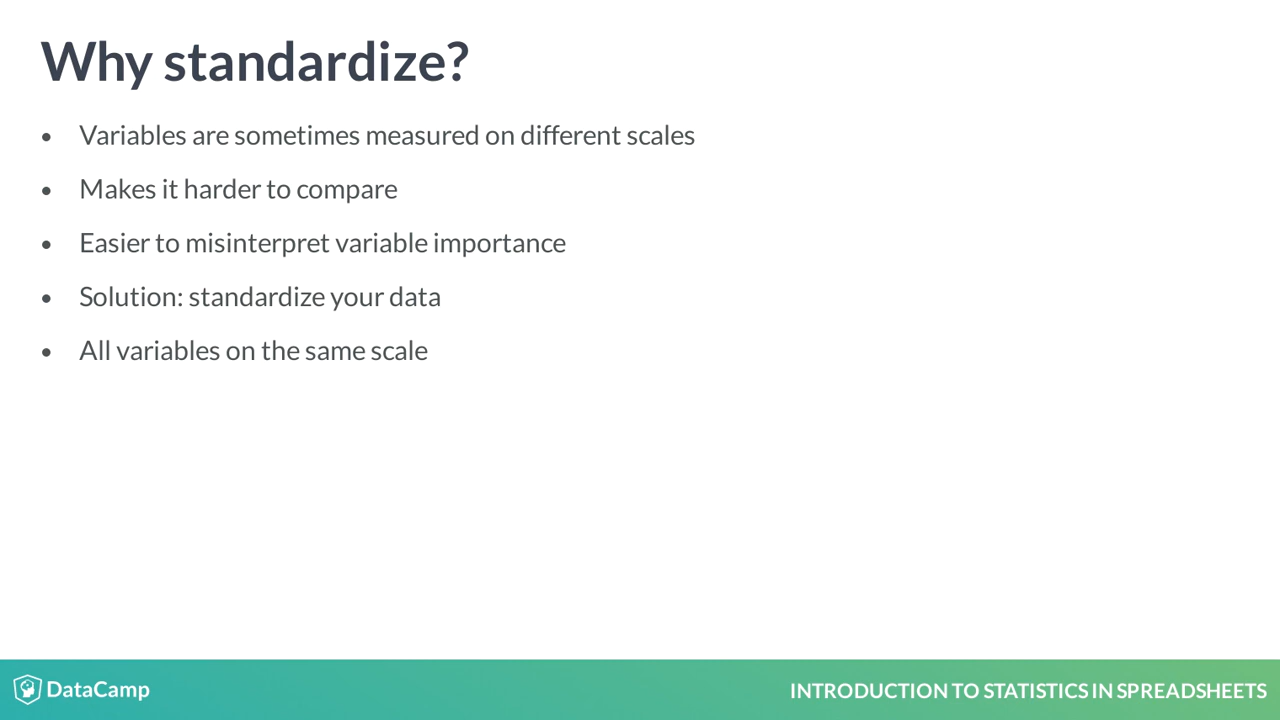 Why standardize?
• Variables are sometimes measured on different scales
• Makes it harder to compare
• Easier to misinterpret variable importance
• Solution: standardize your data
• All variables on the same scale
DataCamp
INTRODUCTION TO STATISTICS IN SPREADSHEETS